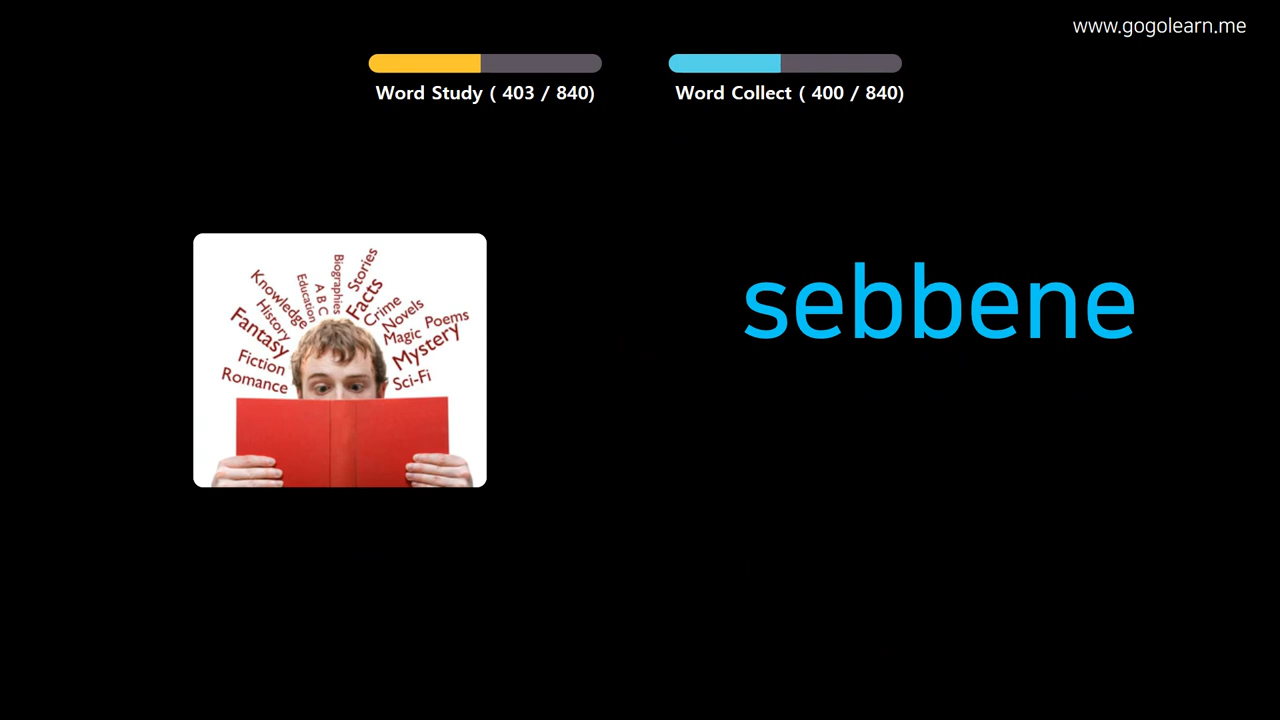 www.gogolearn.me
Word Study ( 403 / 840)
Word Collect ( 400 / 840)
sebbene
Knowledge
History
Fantasy
Fiction
Romance
Education
A B C
Biographies
Stories
Facts
Crime
Novels
Magic
Poems
Mystery
Sci-Fi